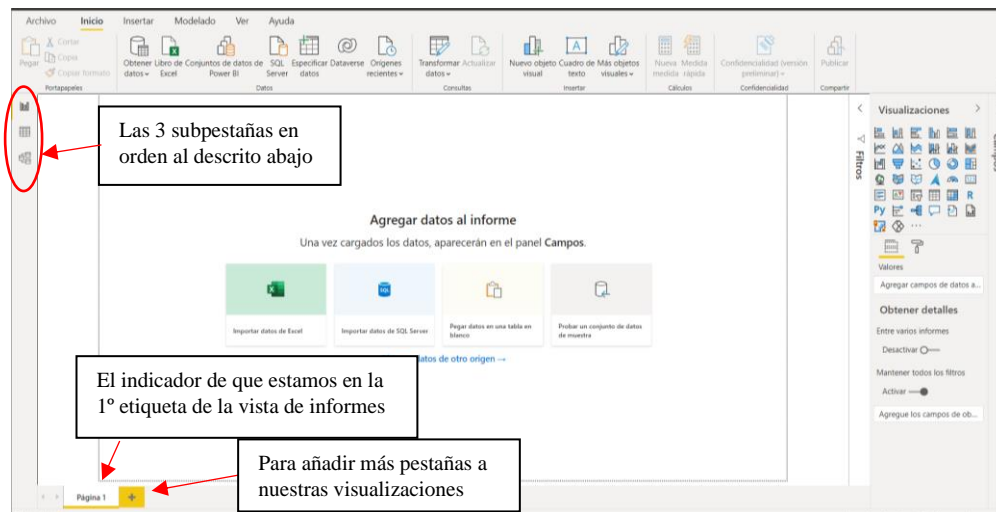 Archivo Inicio Insertar Modelado Ver Ayuda
Pegar
Cortar
Copia
Copiar formato
Portapapeles
Obtener datos
Libro de Excel
Conjuntos de datos de Power BI
SQL Server
Especificar datos
Dataverse
Orígenes recientes
Datos
Transformar datos
Actualizar
Consultas
Nuevo objeto visual
Cuadro de texto
Más objetos visuales
Insertar
Nueva medida
Medida rápida
Cálculos
Confidencialidad (versión preliminar)
Confidencialidad
Publicar
Compartir
Las 3 subpestañas en
orden al descrito abajo
Agregar datos al informe
Una vez cargados los datos, aparecerán en el panel Campos.
Importar datos de Excel
Importar datos de SQL Server
Pegar datos en una tabla en
blanco
Probar un conjunto de datos
de muestra
datos de otro origen →
El indicador de que estamos en la
1º etiqueta de la vista de informes
Para añadir más pestañas a
nuestras visualizaciones
Página 1
+
Filtros
Visualizaciones
R
Py
Valores
Agregar campos de datos a...
Obtener detalles
Entre varios informes
Desactivar
Mantener todos los filtros
Activar
Agregue los campos de ob...